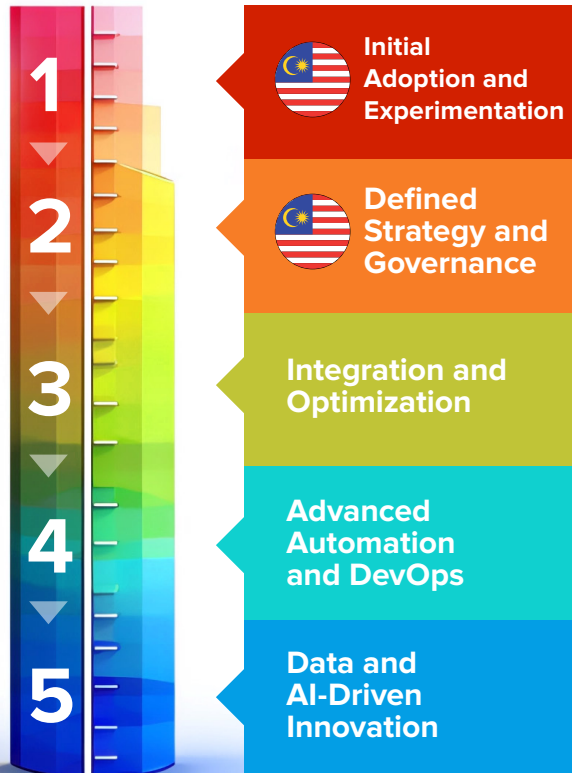 1
Initial
Adoption and
Experimentation
2
Defined
Strategy and
Governance
3
Integration and
Optimization
4
Advanced
Automation
and DevOps
5
Data and
AI-Driven
Innovation